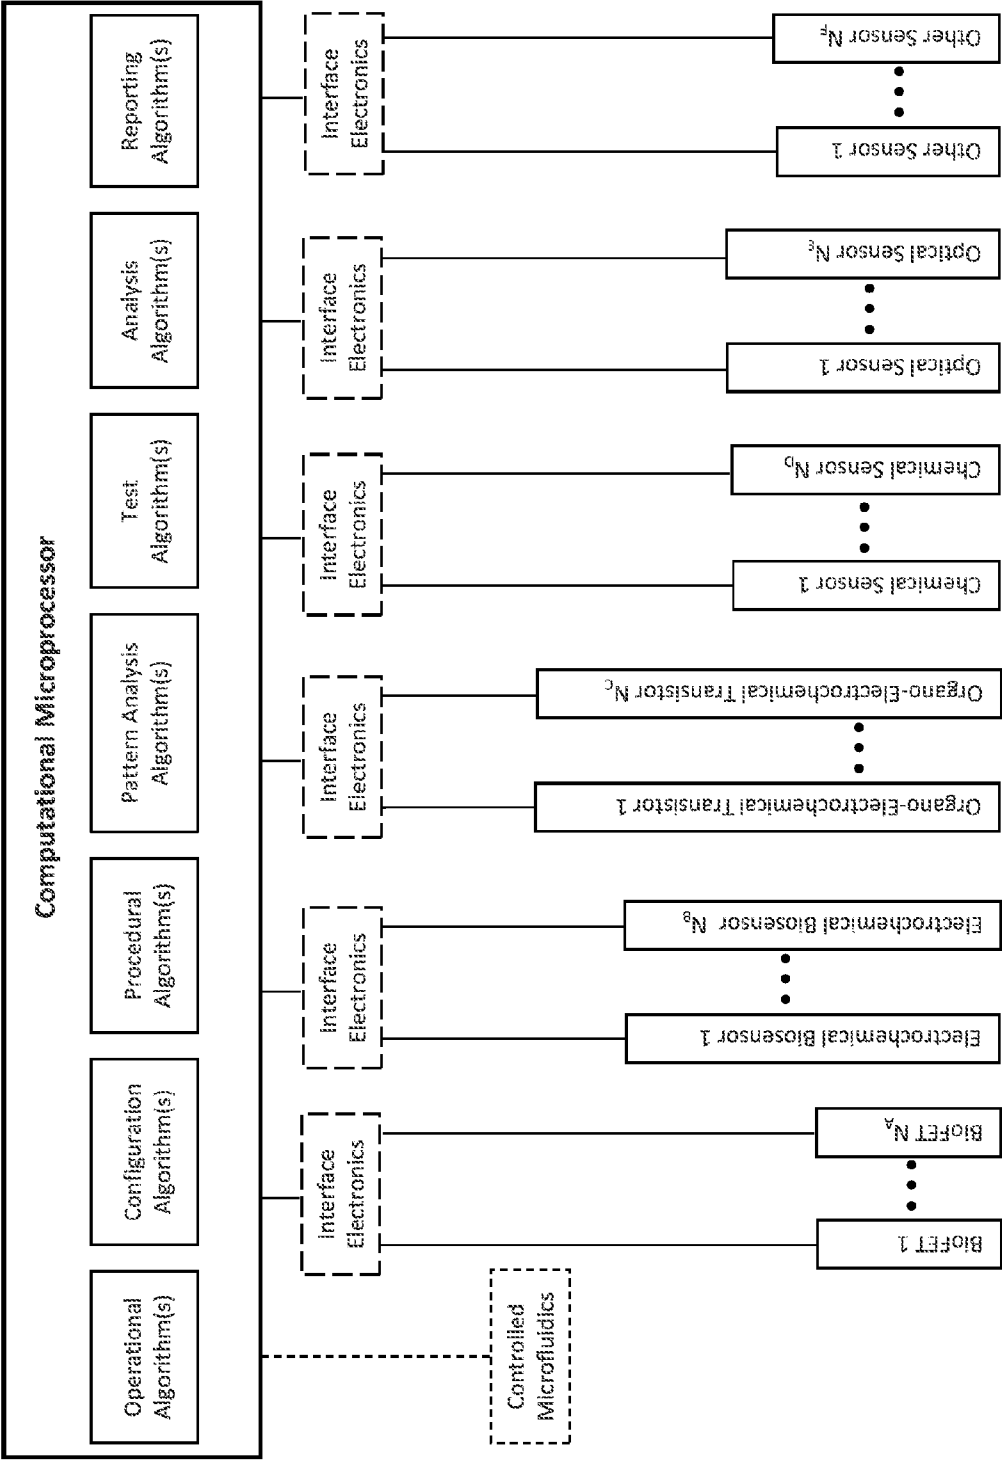 Computational Microprocessor
Operational
Algorithm(s)
Configuration
Algorithm(s)
Procedural
Algorithm(s)
Pattern Analysis
Algorithm(s)
Test
Algorithm(s)
Analysis
Algorithm(s)
Reporting
Algorithm(s)
Controlled
Microfluidics
Interface
Electronics
Interface
Electronics
Interface
Electronics
Interface
Electronics
Interface
Electronics
Interface
Electronics
BioFET 1
BioFET NA
Electrochemical Biosensor 1
Electrochemical Biosensor NB
Organo-Electrochemical Transistor 1
Organo-Electrochemical Transistor NC
Chemical Sensor 1
Chemical Sensor ND
Optical Sensor 1
Optical Sensor NE
Other Sensor 1
Other Sensor NF